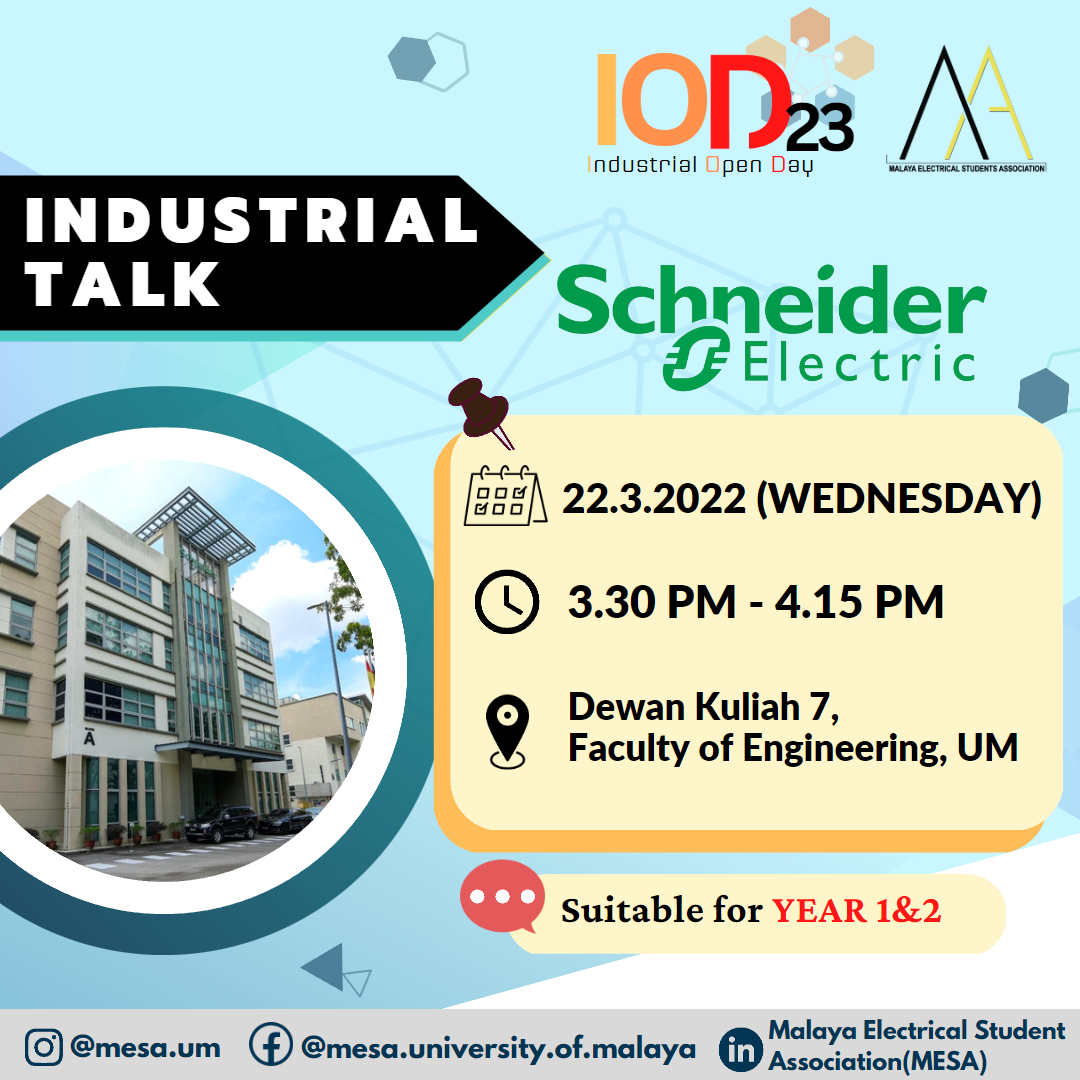 IOD23
Industrial Open Day
MALAYA ELECTRICAL STUDENTS ASSOCIATION
INDUSTRIAL
TALK
Schneider
Electric
22.3.2022 (WEDNESDAY)
3.30 PM - 4.15 PM
Dewan Kuliah 7,
Faculty of Engineering, UM
A
Suitable for YEAR 1&2
@mesa.um
@mesa.university.of.malaya
in
Malaya Electrical Student
Association(MESA)